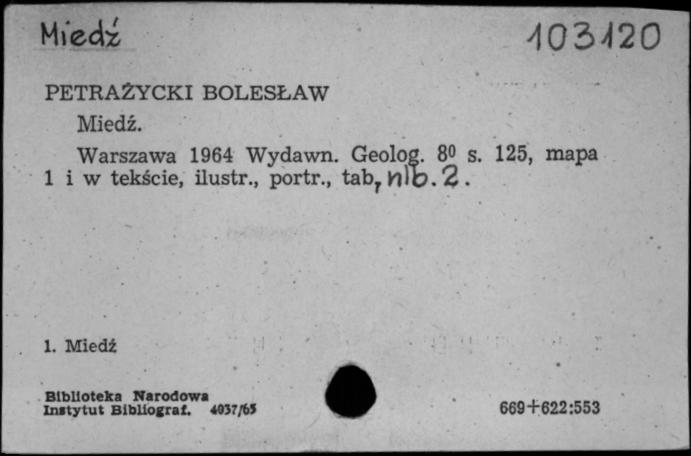 Miedź 103120
PETRAŻYCKI BOLESŁAW
Miedź.
Warszawa 1964 Wydawn. Geolog. 8⁰ s. 125, mapa
1 i w tekście, ilustr., portr., tab, nlb. 2.
1. Miedź
Biblioteka Narodowa
Instytut Bibliograf. 4037/65
669+622:553